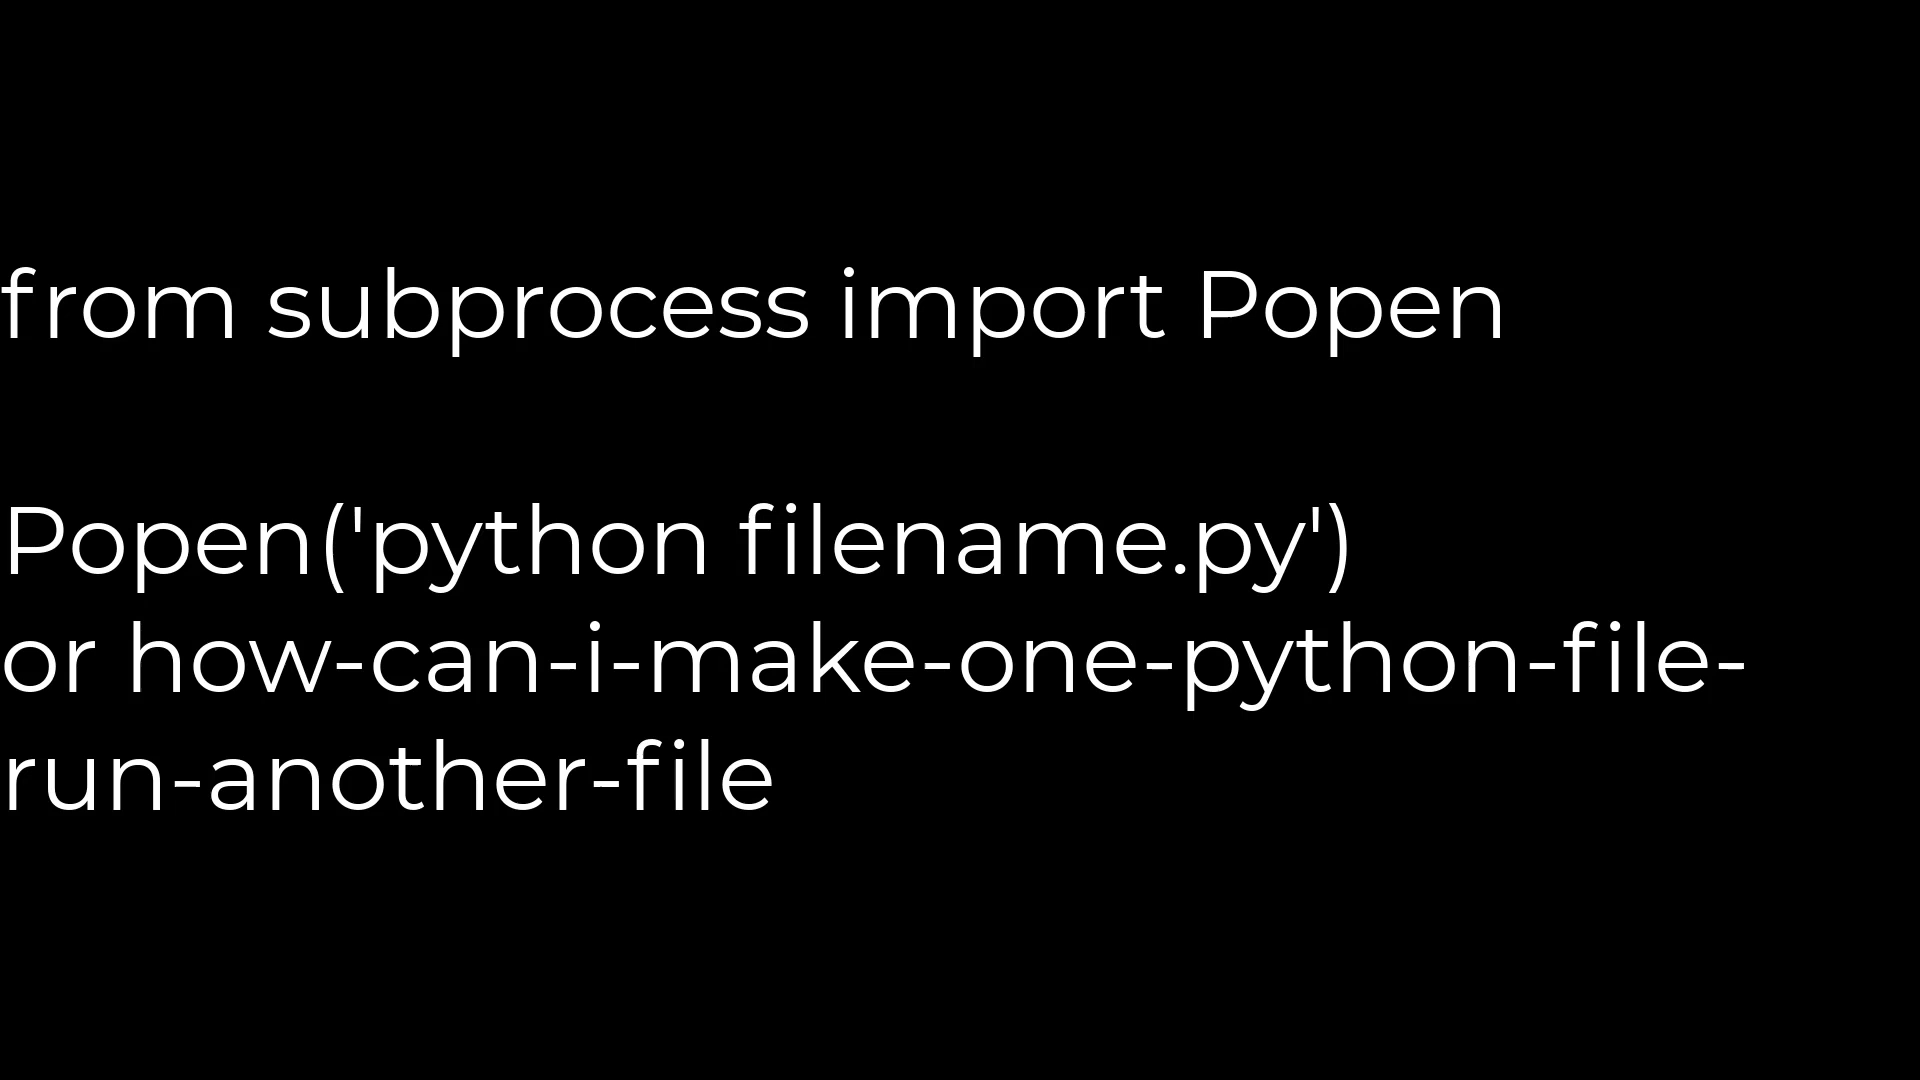 from subprocess import Popen
Popen('python filename.py')
or how-can-i-make-one-python-file-
run-another-file